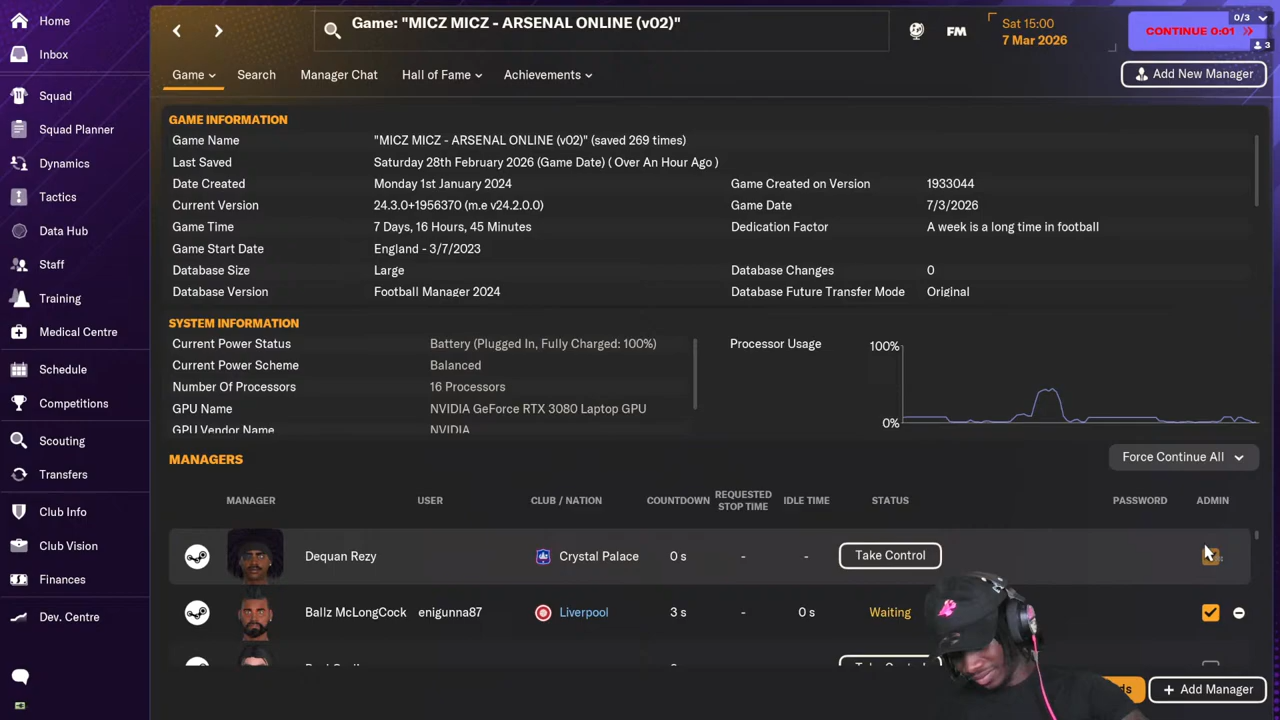 Home
Game: "MICZ MICZ - ARSENAL ONLINE (v02)"
FM
Sat 15:00
7 Mar 2026
0/3
CONTINUE 0:01
3
Inbox
Game
Search
Manager Chat
Hall of Fame
Achievements
Add New Manager
Squad
Squad Planner
Dynamics
Tactics
Data Hub
Staff
Training
Medical Centre
Schedule
Competitions
Scouting
Transfers
Club Info
Club Vision
Finances
Dev. Centre
GAME INFORMATION
Game Name "MICZ MICZ - ARSENAL ONLINE (v02)" (saved 269 times)
Last Saved Saturday 28th February 2026 (Game Date) ( Over An Hour Ago )
Date Created Monday 1st January 2024 Game Created on Version 1933044
Current Version 24.3.0+1956370 (m.e v24.2.0.0) Game Date 7/3/2026
Game Time 7 Days, 16 Hours, 45 Minutes Dedication Factor A week is a long time in football
Game Start Date England - 3/7/2023
Database Size Large Database Changes 0
Database Version Football Manager 2024 Database Future Transfer Mode Original
SYSTEM INFORMATION
Current Power Status Battery (Plugged In, Fully Charged: 100%) Processor Usage 100%
Current Power Scheme Balanced
Number Of Processors 16 Processors
GPU Name NVIDIA GeForce RTX 3080 Laptop GPU
GPU Vendor Name NVIDIA
0%
MANAGERS
Force Continue All
MANAGER USER CLUB / NATION COUNTDOWN REQUESTED STOP TIME IDLE TIME STATUS PASSWORD ADMIN
Dequan Rezy Crystal Palace 0 s - - Take Control
Ballz McLongCock enigunna87 Liverpool 3 s - 0 s Waiting
Add Manager